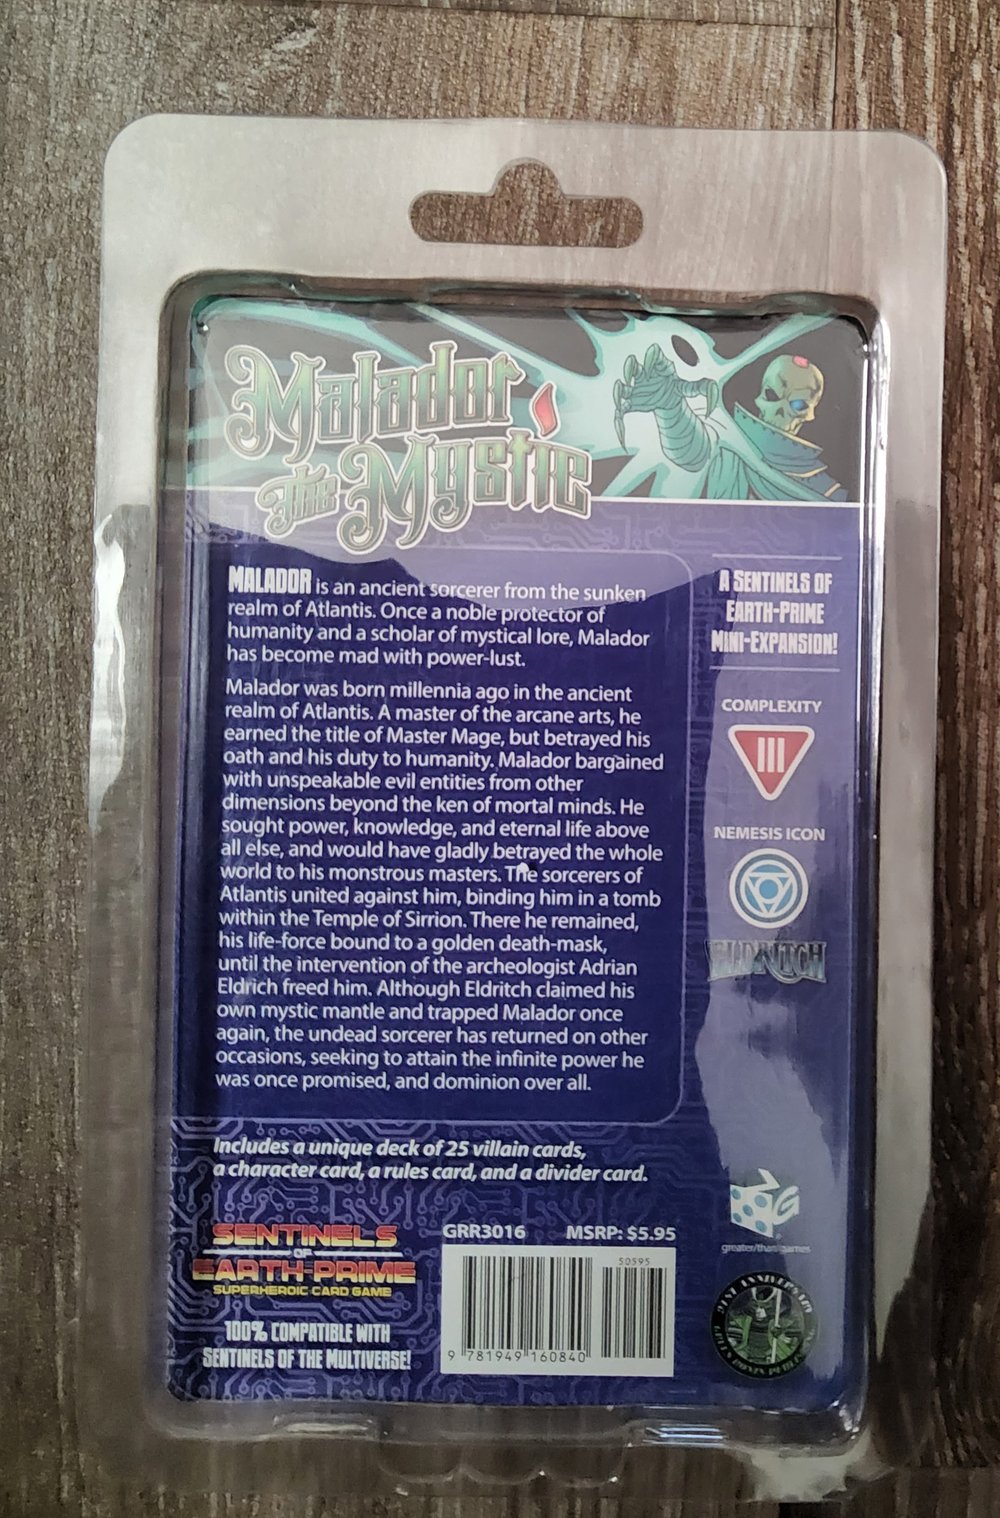 Malador
the Mystic
MALADOR is an ancient sorcerer from the sunken
realm of Atlantis. Once a noble protector of
humanity and a scholar of mystical lore, Malador
has become mad with power-lust.
Malador was born millennia ago in the ancient
realm of Atlantis. A master of the arcane arts, he
earned the title of Master Mage, but betrayed his
oath and his duty to humanity. Malador bargained
with unspeakable evil entities from other
dimensions beyond the ken of mortal minds. He
sought power, knowledge, and eternal life above
all else, and would have gladly betrayed the whole
world to his monstrous masters. The sorcerers of
Atlantis united against him, binding him in a tomb
within the Temple of Sirrion. There he remained,
his life-force bound to a golden death-mask,
until the intervention of the archeologist Adrian
Eldrich freed him. Although Eldritch claimed his
own mystic mantle and trapped Malador once
again, the undead sorcerer has returned on other
occasions, seeking to attain the infinite power he
was once promised, and dominion over all.
A SENTINELS OF
EARTH-PRIME
MINI-EXPANSION!
COMPLEXITY
III
NEMESIS ICON
ELDRITCH
Includes a unique deck of 25 villain cards,
a character card, a rules card, and a divider card.
SENTINELS
OF
EARTH-PRIME
SUPERHEROIC CARD GAME
100% COMPATIBLE WITH
SENTINELS OF THE MULTIVERSE!
GRR3016 MSRP: $5.95
50595
9 781949 160840
G
greater than games
21ST ANNIVERSARY
GREEN RONIN PUBLISHING